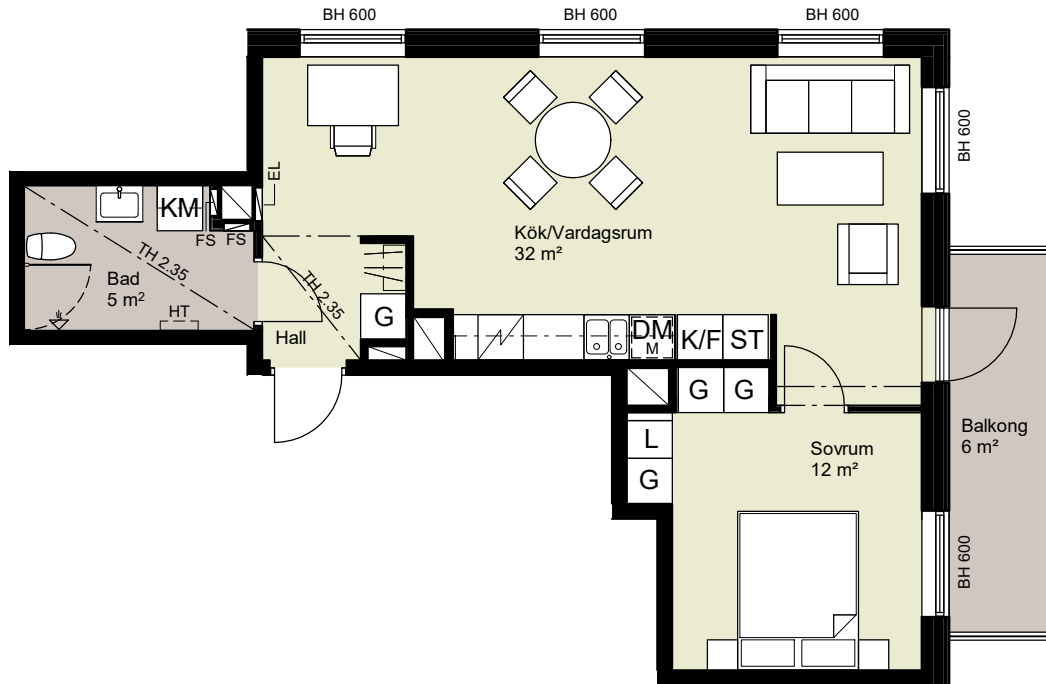 BH 600
BH 600
BH 600
BH 600
EL
KM
FS
FS
TH 2.35
Bad
5 m²
HT
TH 2.35
Hall
G
Kök/Vardagsrum
32 m²
DM
M
K/F
ST
G
G
L
G
Sovrum
12 m²
Balkong
6 m²
BH 600